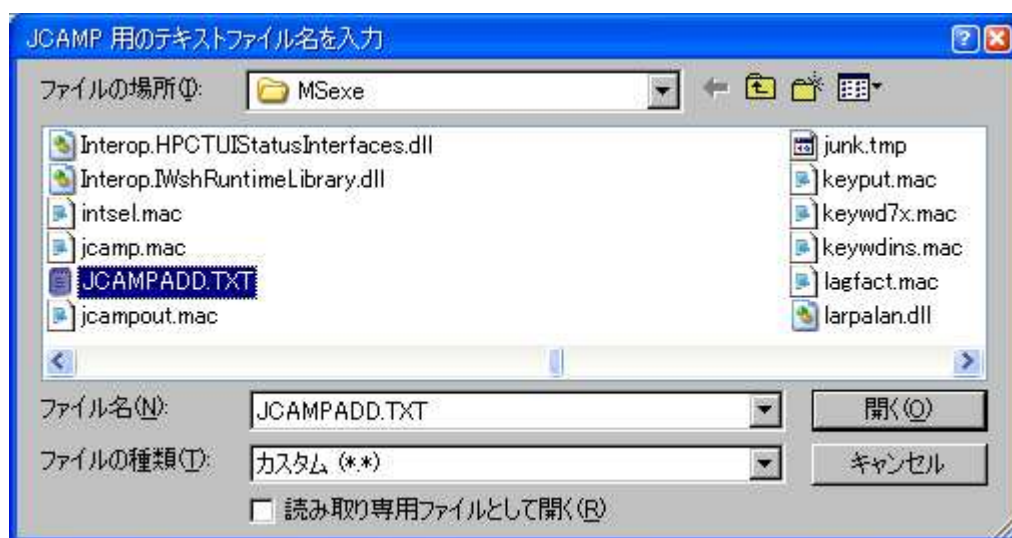 JCAMP 用のテキストファイル名を入力
ファイルの場所(I):
MSexe
Interop.HPCTUIStatusInterfaces.dll
Interop.IWshRuntimeLibrary.dll
intsel.mac
jcamp.mac
JCAMPADD.TXT
jcampout.mac
junk.tmp
keyput.mac
keywd7x.mac
keywdins.mac
lagfact.mac
larpalan.dll
ファイル名(N):
JCAMPADD.TXT
開く(O)
ファイルの種類(T):
カスタム (*.*)
キャンセル
読み取り専用ファイルとして開く(R)